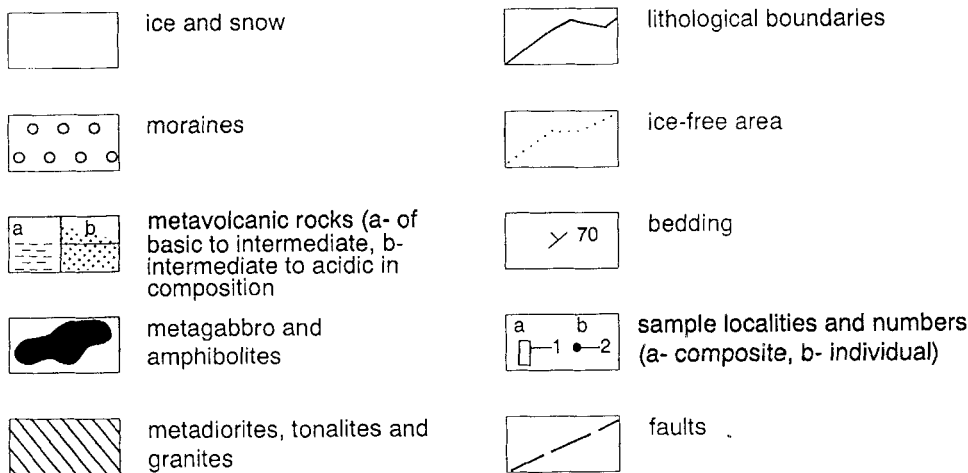 ice and snow
moraines
a b
metavolcanic rocks (a- of
basic to intermediate, b-
intermediate to acidic in
composition
metagabbro and
amphibolites
metadiorites, tonalites and
granites
lithological boundaries
ice-free area
70
bedding
a b
1 2
sample localities and numbers
(a- composite, b- individual)
faults